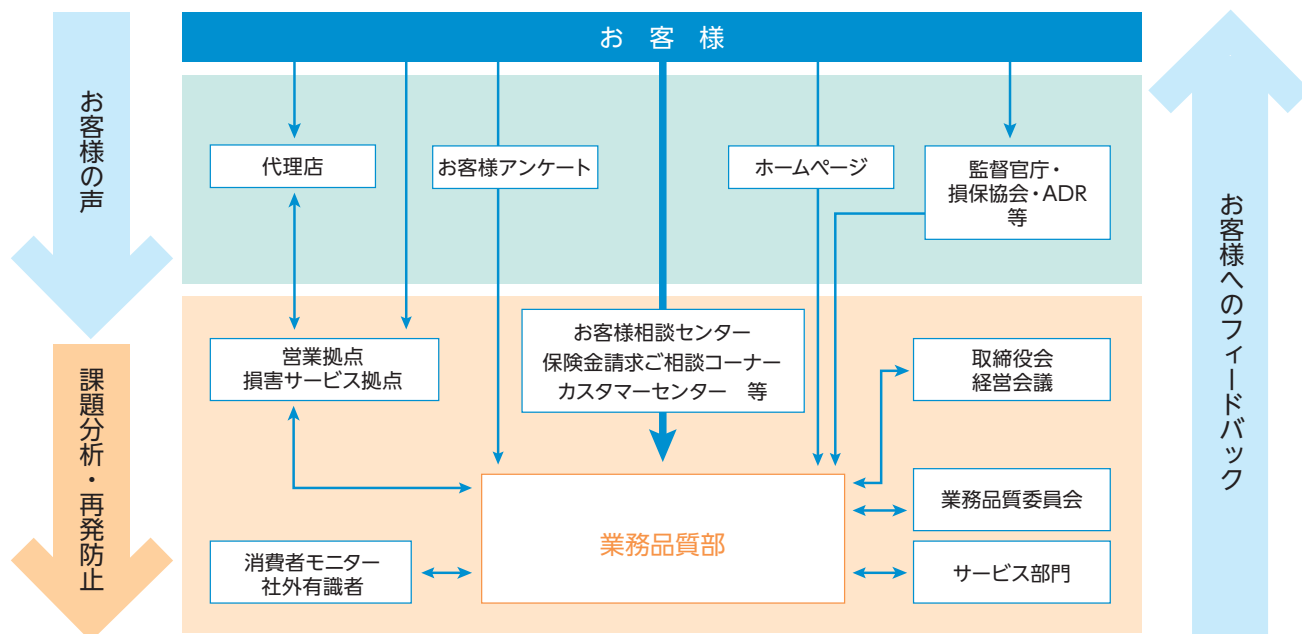 お客様
お客様の声
代理店
お客様アンケート
ホームページ
監督官庁・
損保協会・ADR
等
お客様へのフィードバック
営業拠点
損害サービス拠点
お客様相談センター
保険金請求ご相談コーナー
カスタマーセンター　等
取締役会
経営会議
課題分析・再発防止
業務品質部
業務品質委員会
消費者モニター
社外有識者
サービス部門